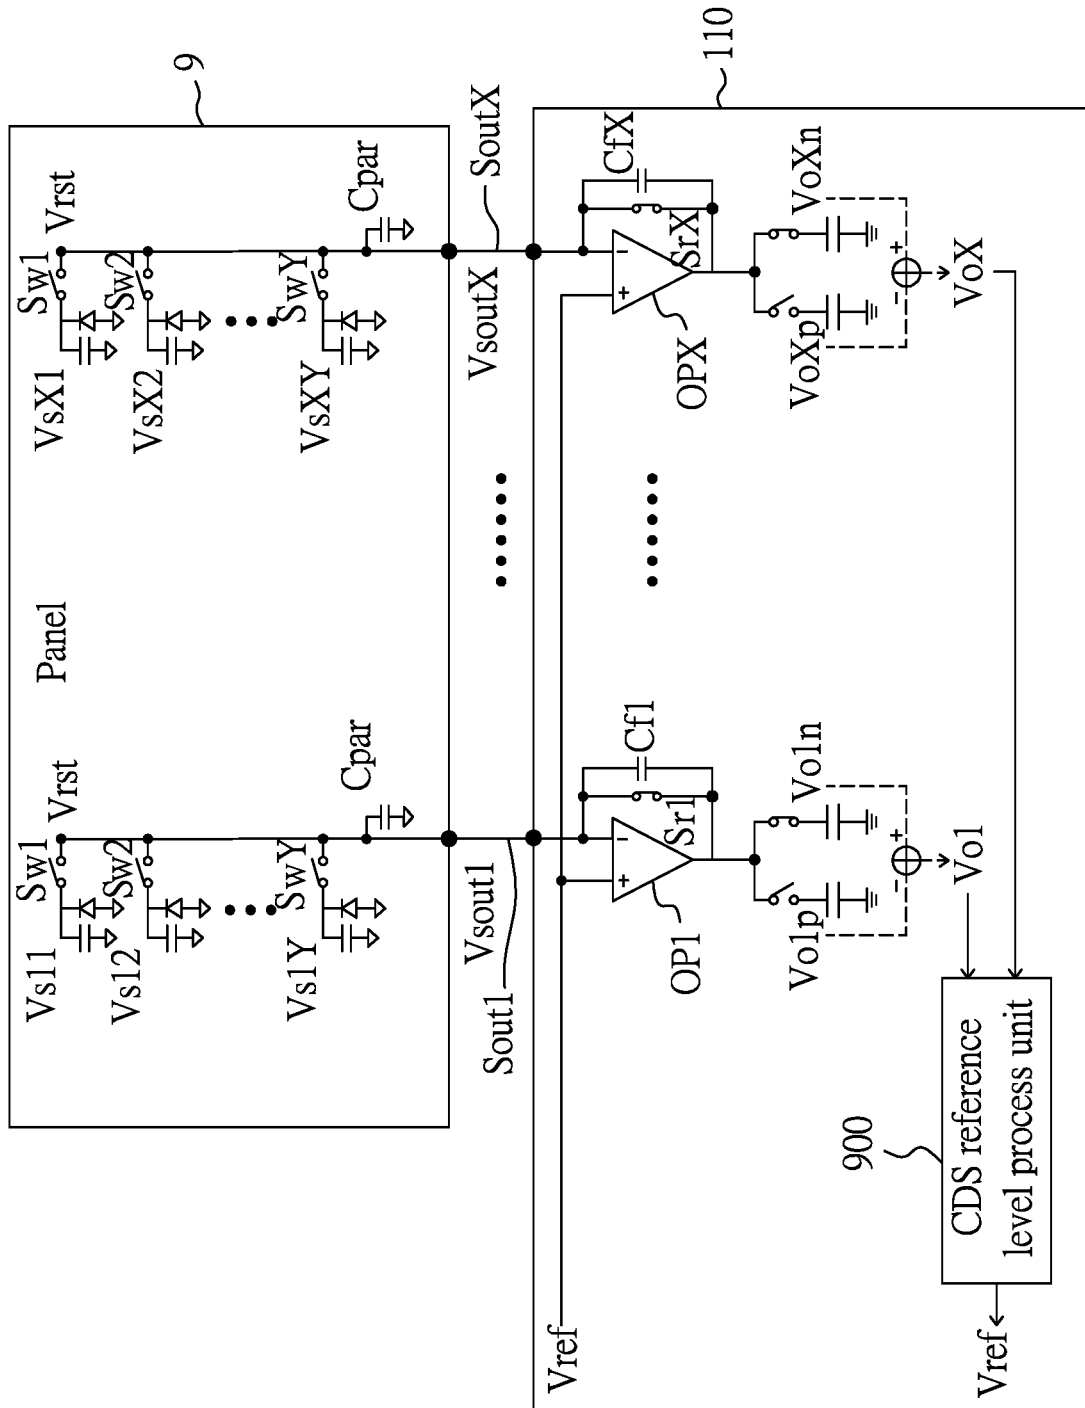 9
Panel
Vs11
Sw1
Vrst
Vs12
Sw2
Vs1Y
SwY
Cpar
VsX1
Sw1
Vrst
VsX2
Sw2
VsXY
SwY
Cpar
Sout1
Vsout1
VsoutX
SoutX
110
Vref
OP1
Sr1
Cf1
OPX
SrX
CfX
Vo1p
Vo1n
VoXp
VoXn
Vo1
VoX
900
CDS reference
level process unit
Vref